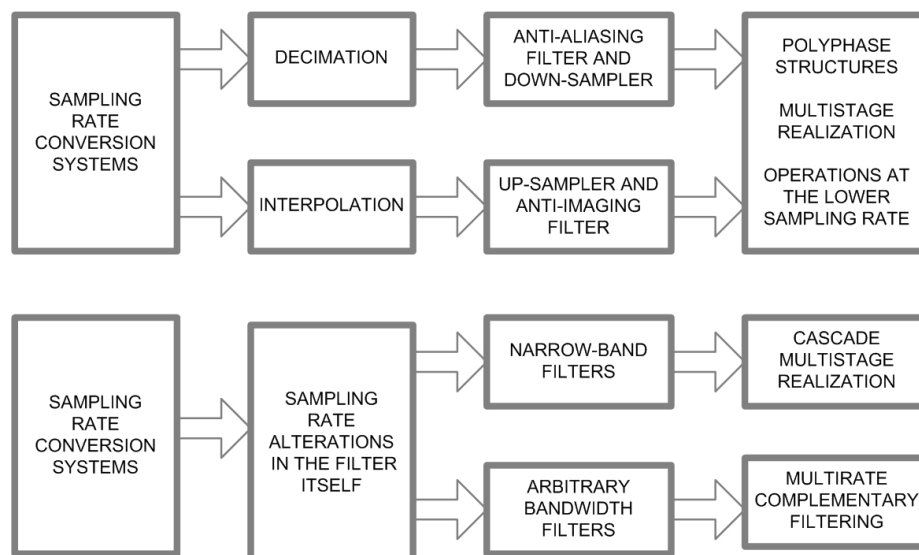 SAMPLING
RATE
CONVERSION
SYSTEMS
DECIMATION
ANTI-ALIASING
FILTER AND
DOWN-SAMPLER
POLYPHASE
STRUCTURES
MULTISTAGE
REALIZATION
OPERATIONS AT
THE LOWER
SAMPLING RATE
INTERPOLATION
UP-SAMPLER AND
ANTI-IMAGING
FILTER
SAMPLING
RATE
CONVERSION
SYSTEMS
SAMPLING
RATE
ALTERATIONS
IN THE FILTER
ITSELF
NARROW-BAND
FILTERS
CASCADE
MULTISTAGE
REALIZATION
ARBITRARY
BANDWIDTH
FILTERS
MULTIRATE
COMPLEMENTARY
FILTERING